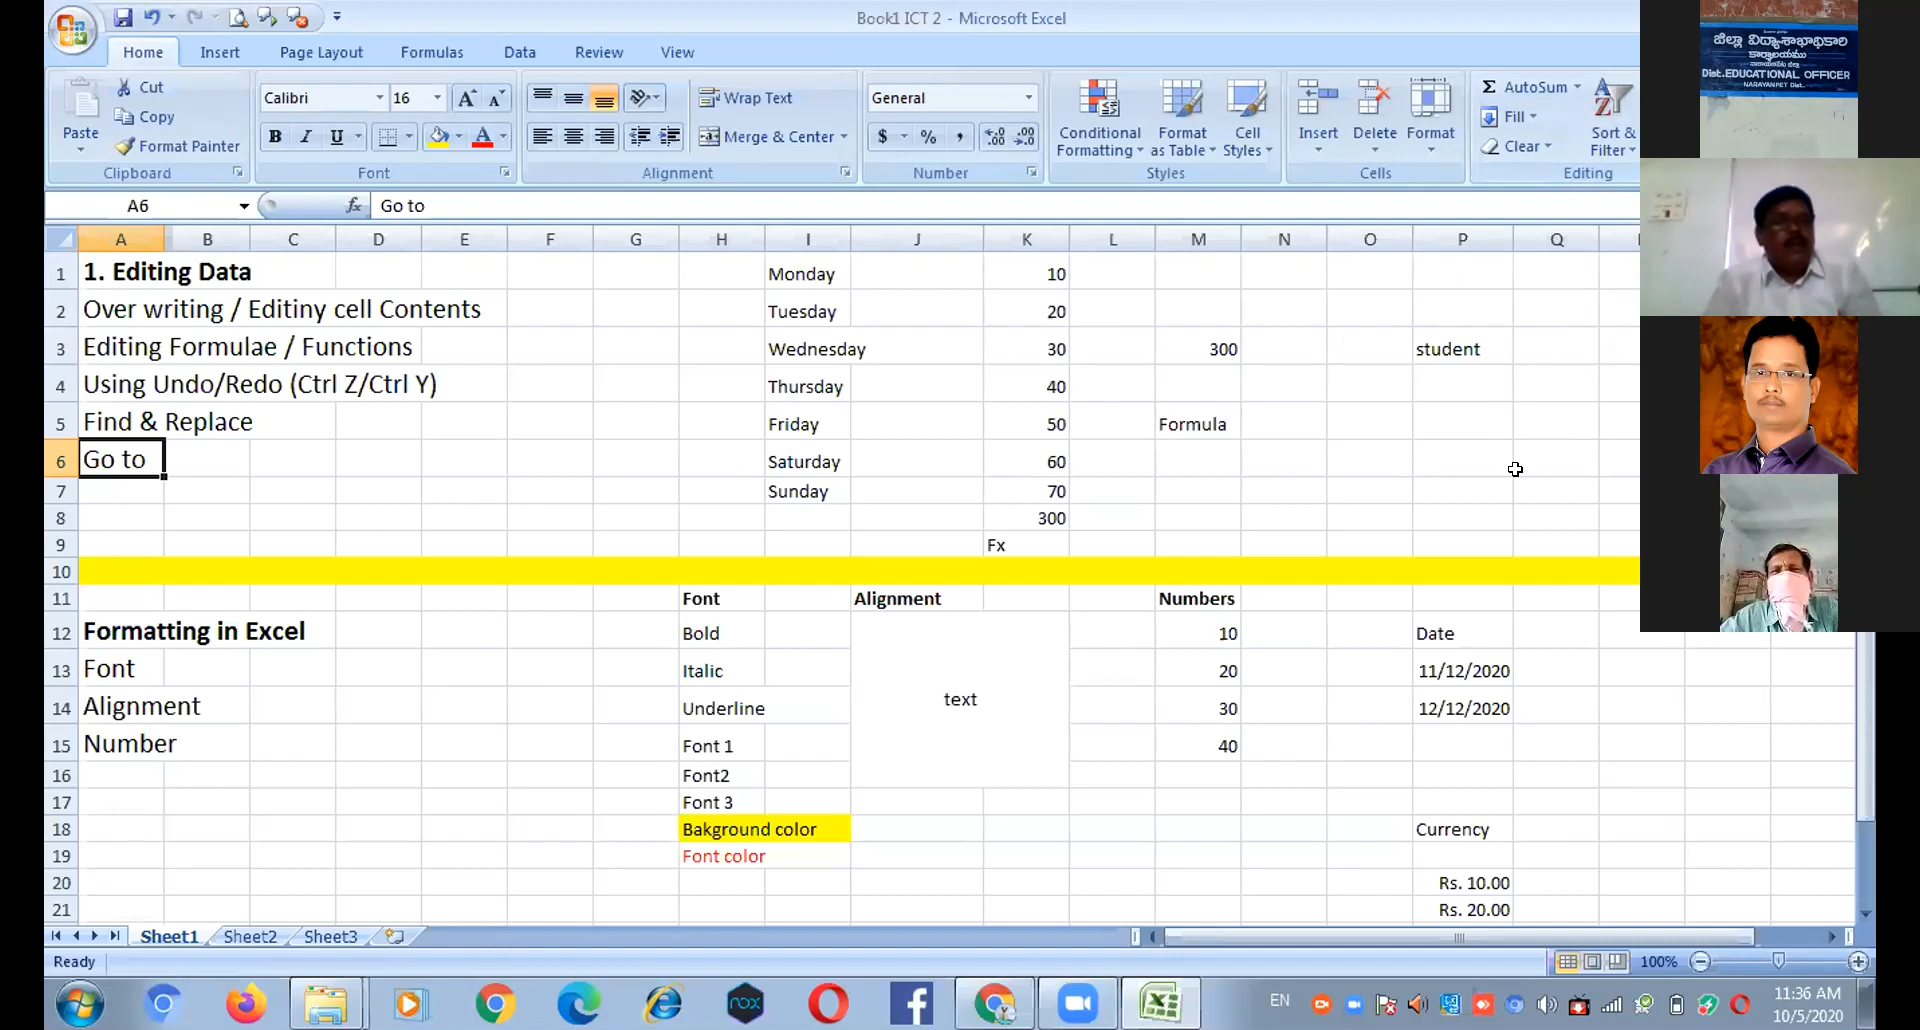 Book1 ICT 2 - Microsoft Excel
Home Insert Page Layout Formulas Data Review View
Paste Cut Copy Format Painter Clipboard
Calibri 16 B I U Font
Wrap Text Merge & Center Alignment
General $ % , Number
Conditional Formatting Format as Table Cell Styles Styles
Insert Delete Format Cells
Σ AutoSum Fill Clear Sort & Filter Editing
A6 fx Go to
A B C D E F G H I J K L M N O P Q
1 1. Editing Data Monday 10
2 Over writing / Editiny cell Contents Tuesday 20
3 Editing Formulae / Functions Wednesday 30 300 student
4 Using Undo/Redo (Ctrl Z/Ctrl Y) Thursday 40
5 Find & Replace Friday 50 Formula
6 Go to Saturday 60
7 Sunday 70
8 300
9 Fx
10
11 Font Alignment Numbers
12 Formatting in Excel Bold 10 Date
13 Font Italic 20 11/12/2020
14 Alignment Underline text 30 12/12/2020
15 Number Font 1 40
16 Font2
17 Font 3
18 Bakground color Currency
19 Font color
20 Rs. 10.00
21 Rs. 20.00
Sheet1 Sheet2 Sheet3
Ready 100%
nox EN 11:36 AM
10/5/2020
జిల్లా విద్యాశాఖాధికారి
కార్యాలయము
Dist.EDUCATIONAL OFFICER
NARAYANPET Dist.